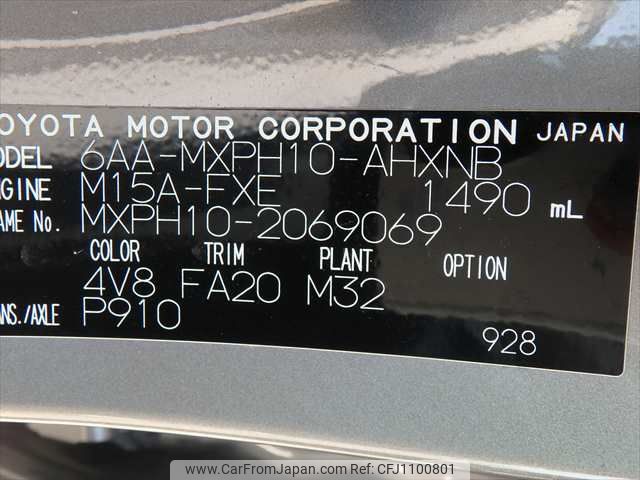 OYOTA MOTOR CORPORATION JAPAN
ODEL 6AA-MXPH10-AHXNB
NGINE M15A-FXE 1490 mL
AME No. MXPH10-2069069
COLOR TRIM PLANT OPTION
4V8 FA20 M32
ANS./AXLE P910
928
www.CarFromJapan.com Ref:CFJ1100801